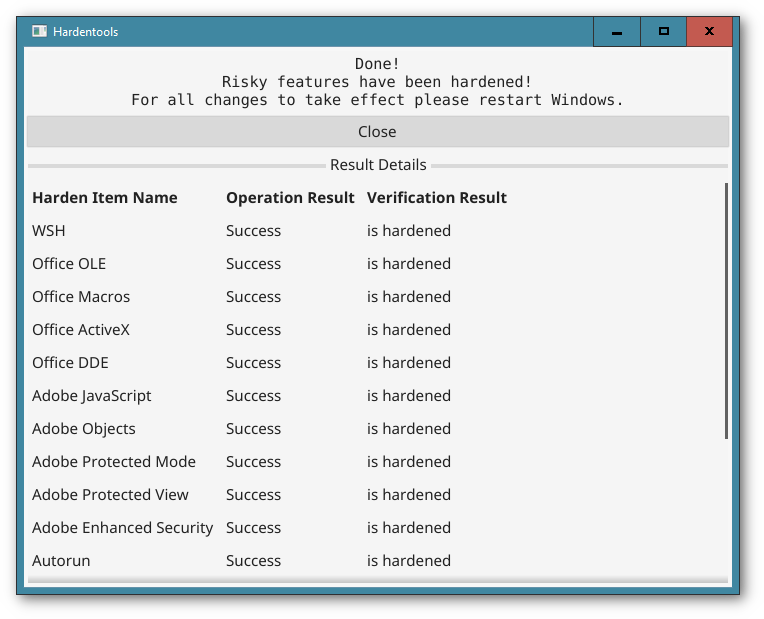 Hardentools
Done!
Risky features have been hardened!
For all changes to take effect please restart Windows.
Close
Result Details
Harden Item Name Operation Result Verification Result
WSH Success is hardened
Office OLE Success is hardened
Office Macros Success is hardened
Office ActiveX Success is hardened
Office DDE Success is hardened
Adobe JavaScript Success is hardened
Adobe Objects Success is hardened
Adobe Protected Mode Success is hardened
Adobe Protected View Success is hardened
Adobe Enhanced Security Success is hardened
Autorun Success is hardened